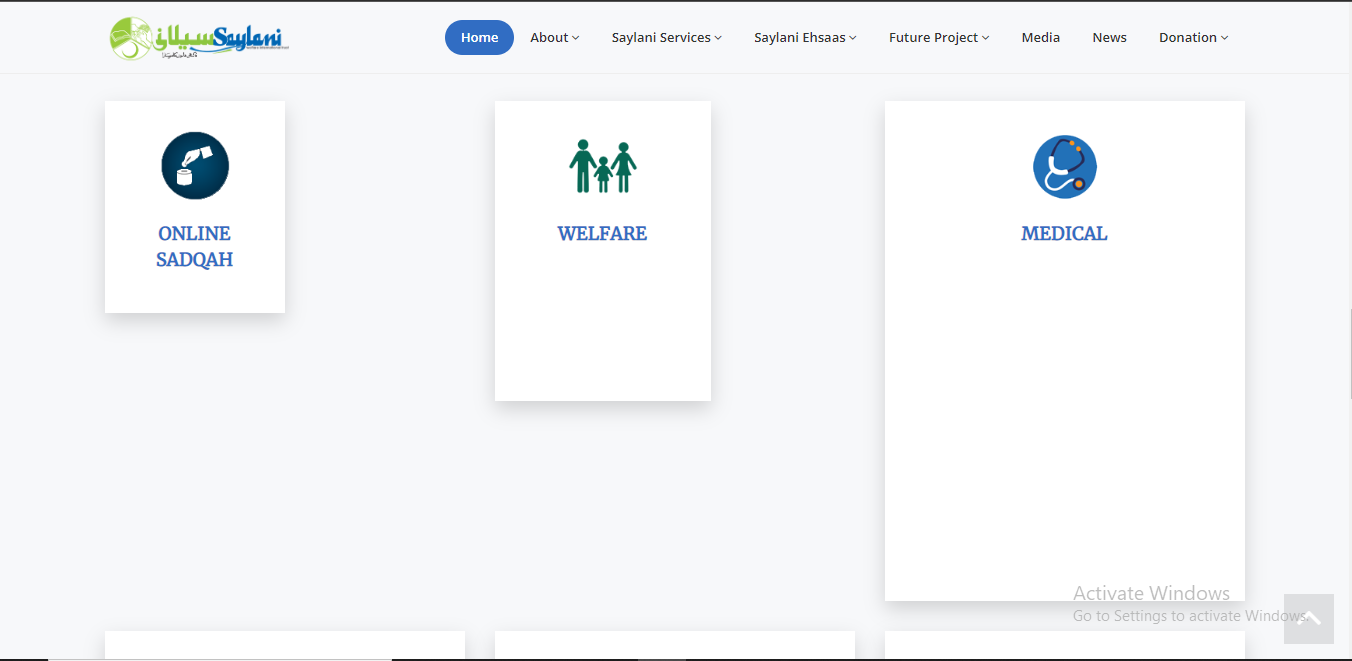 سیلانی Saylani
Home About Saylani Services Saylani Ehsaas Future Project Media News Donation
ONLINE
SADQAH
WELFARE
MEDICAL
Activate Windows
Go to Settings to activate Windows.